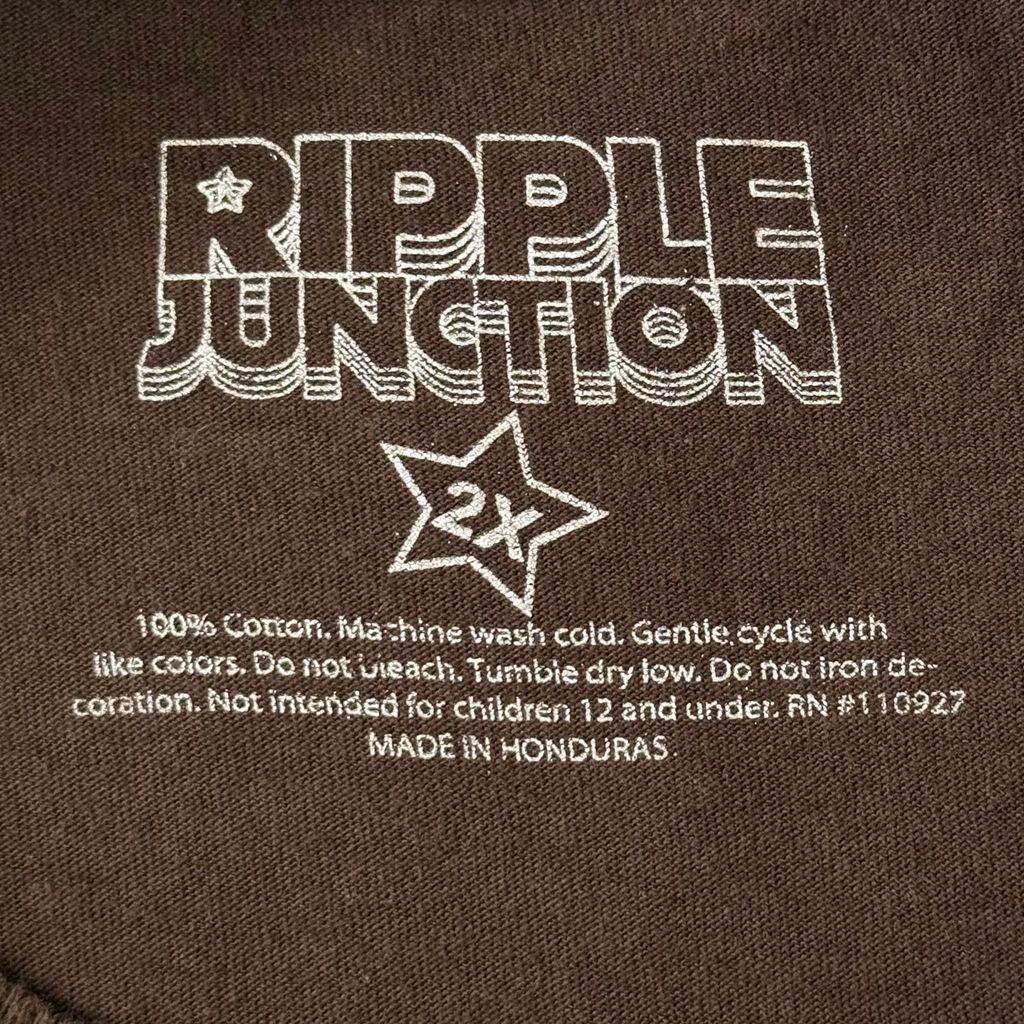 RIPPLE
JUNCTION
2X
100% Cotton. Machine wash cold. Gentle cycle with
like colors. Do not bleach. Tumble dry low. Do not iron de-
coration. Not intended for children 12 and under. RN #110927
MADE IN HONDURAS.